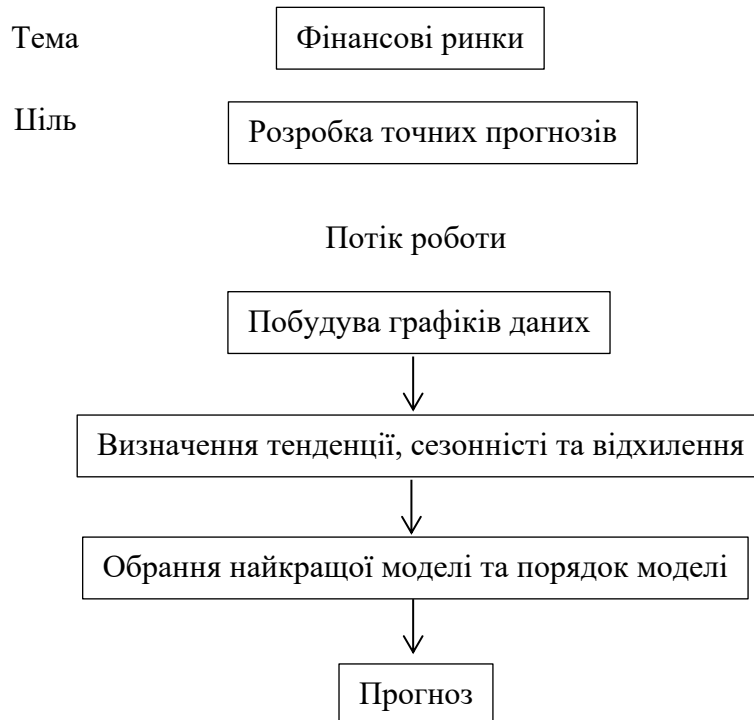 Тема
Фінансові ринки
Ціль
Розробка точних прогнозів
Потік роботи
Побудува графіків даних
Визначення тенденції, сезонністі та відхилення
Обрання найкращої моделі та порядок моделі
Прогноз